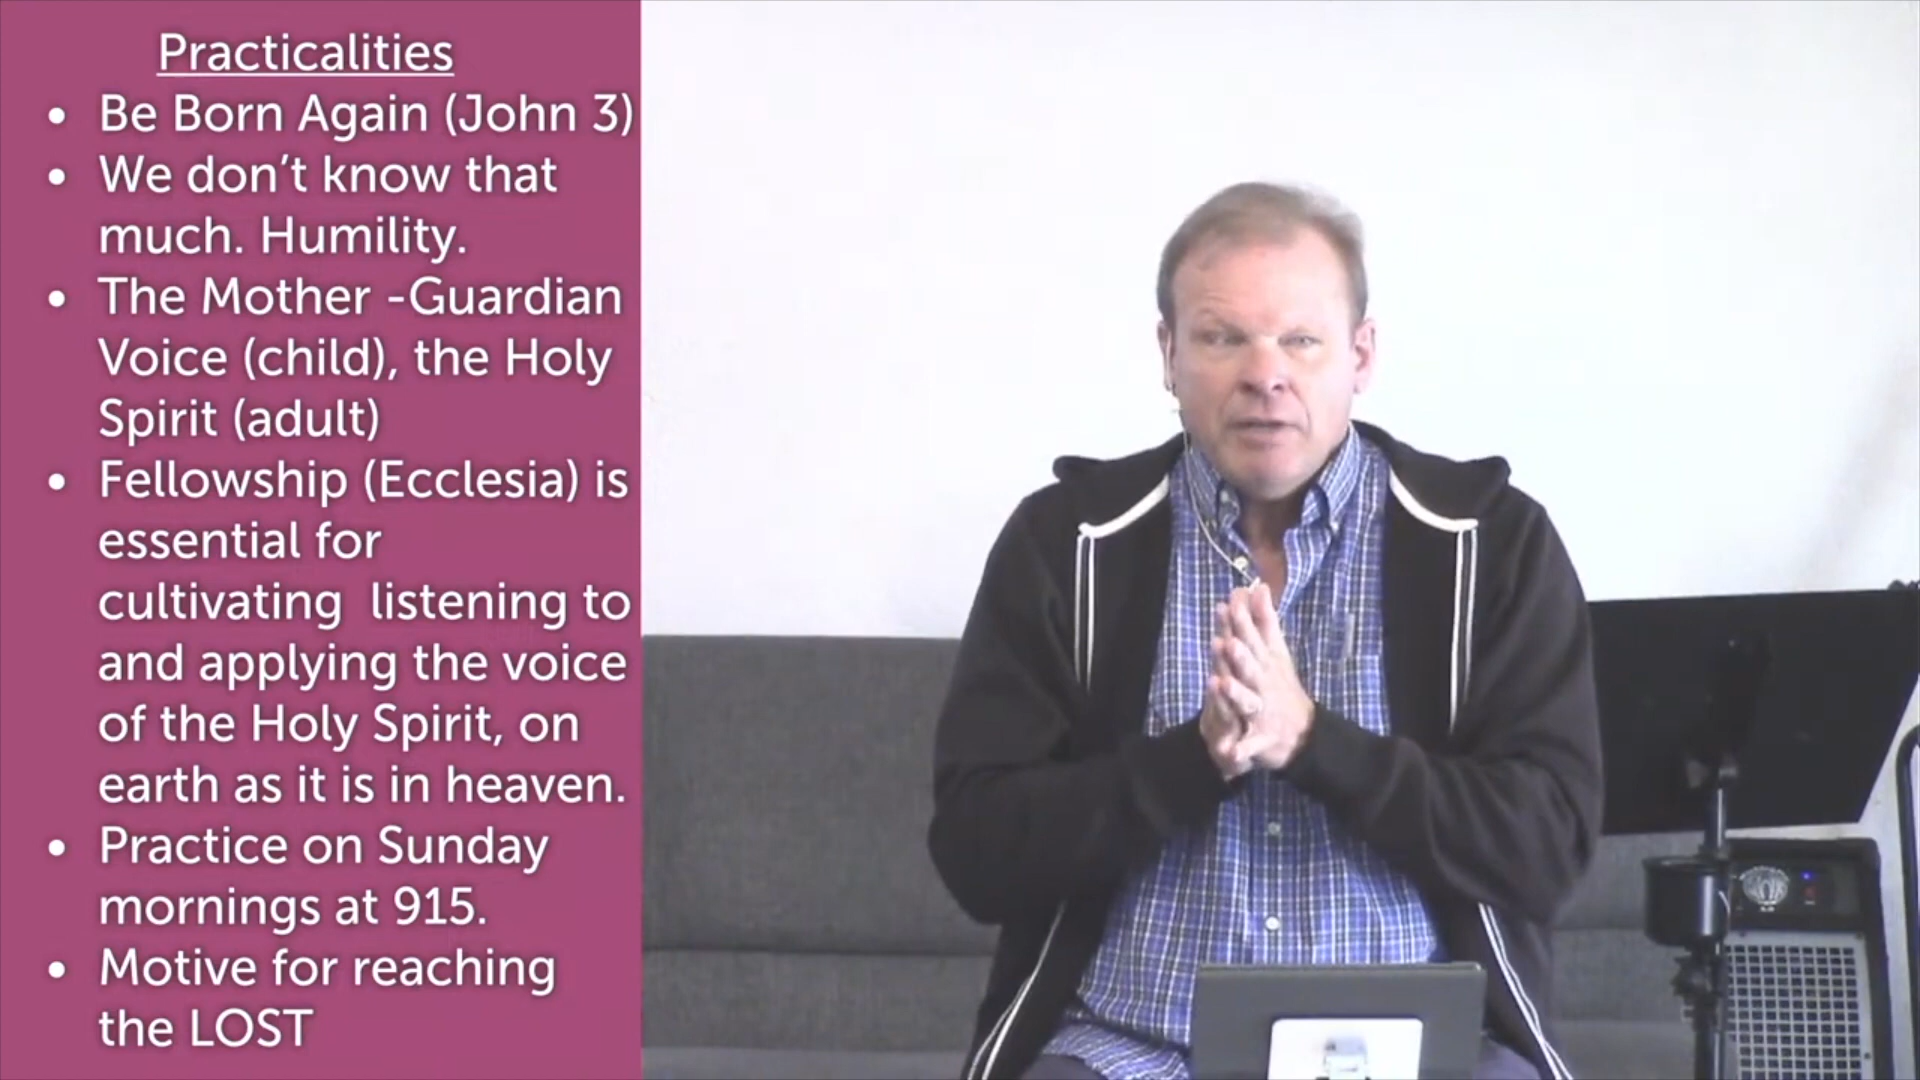 Practicalities
• Be Born Again (John 3)
• We don’t know that
much. Humility.
• The Mother -Guardian
Voice (child), the Holy
Spirit (adult)
• Fellowship (Ecclesia) is
essential for
cultivating  listening to
and applying the voice
of the Holy Spirit, on
earth as it is in heaven.
• Practice on Sunday
mornings at 915.
• Motive for reaching
the LOST